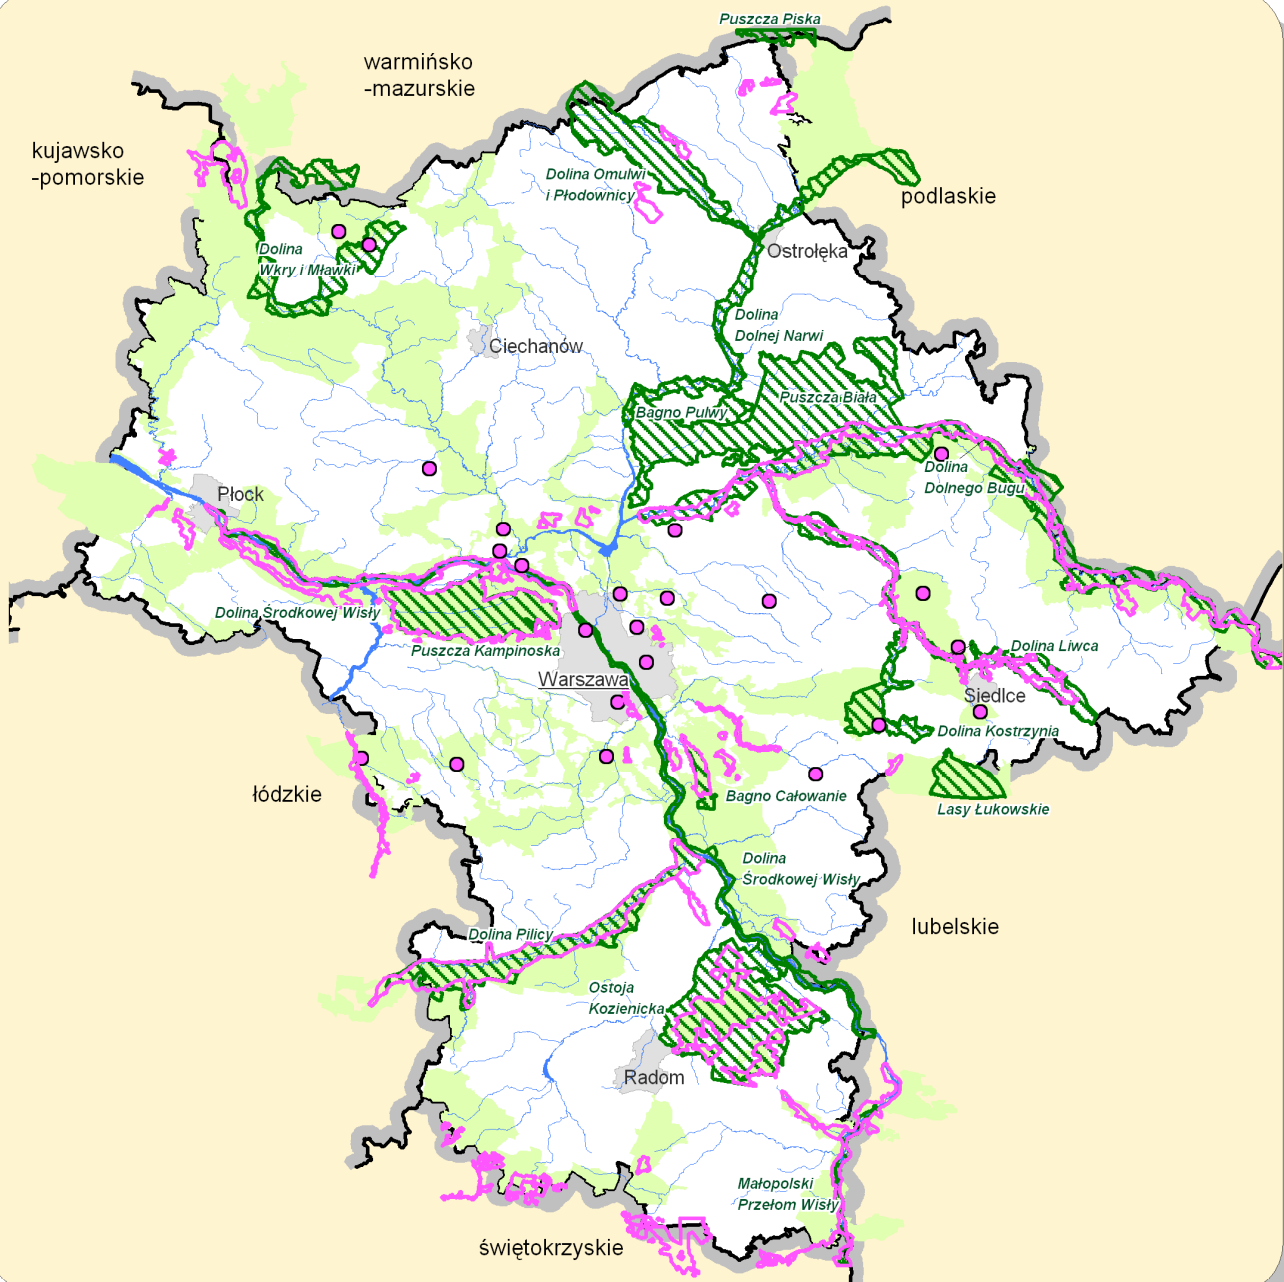 Puszcza Piska
warmińsko
-mazurskie
kujawsko
-pomorskie
Dolina Omulwi
i Płodownicy
podlaskie
Dolina
Wkry i Mławki
Ostrołęka
Dolina
Dolnej Narwi
Ciechanów
Puszcza Biała
Bagno Pulwy
Dolina
Dolnego Bugu
Płock
Dolina Środkowej Wisły
Puszcza Kampinoska
Dolina Liwca
Warszawa
Siedlce
Dolina Kostrzynia
łódzkie
Bagno Całowanie
Lasy Łukowskie
Dolina
Środkowej Wisły
lubelskie
Dolina Pilicy
Ostoja
Kozienicka
Radom
Małopolski
Przełom Wisły
świętokrzyskie